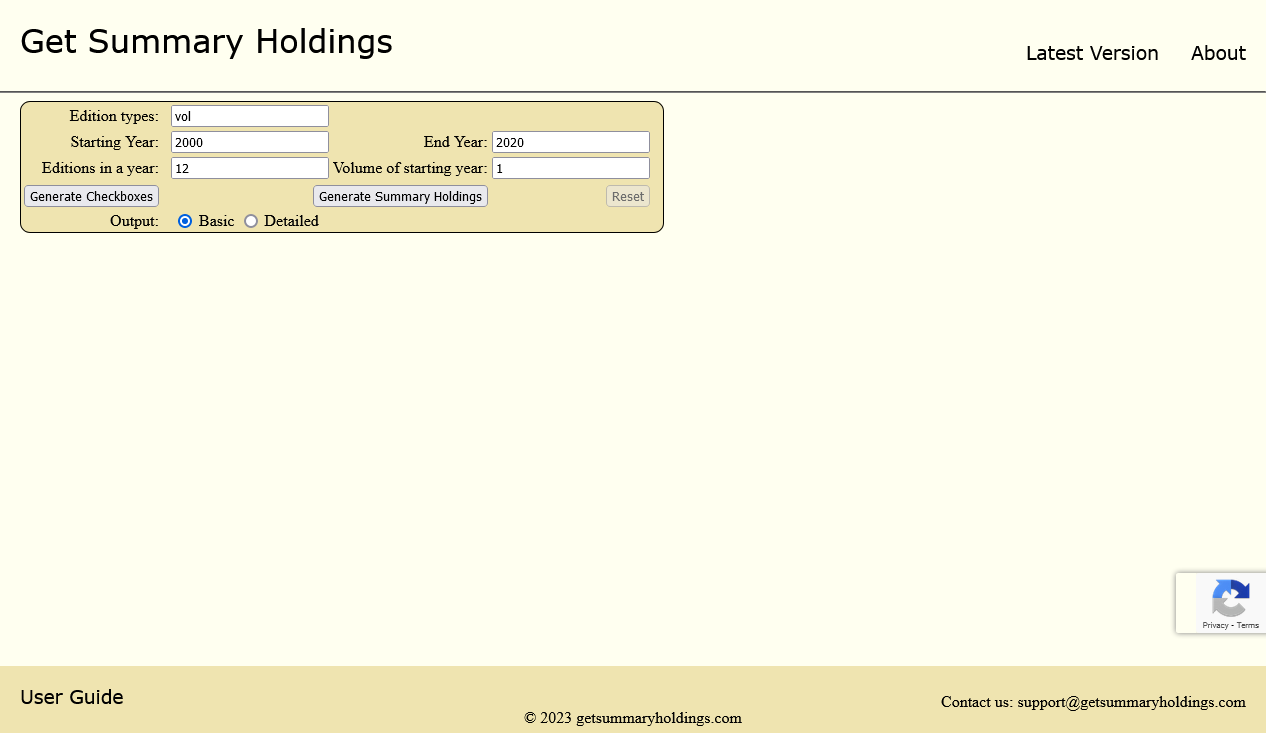 Get Summary Holdings
Latest Version About
Edition types: vol
Starting Year: 2000 End Year: 2020
Editions in a year: 12 Volume of starting year: 1
Generate Checkboxes Generate Summary Holdings Reset
Output: Basic Detailed
Privacy - Terms
User Guide
Contact us: support@getsummaryholdings.com
© 2023 getsummaryholdings.com